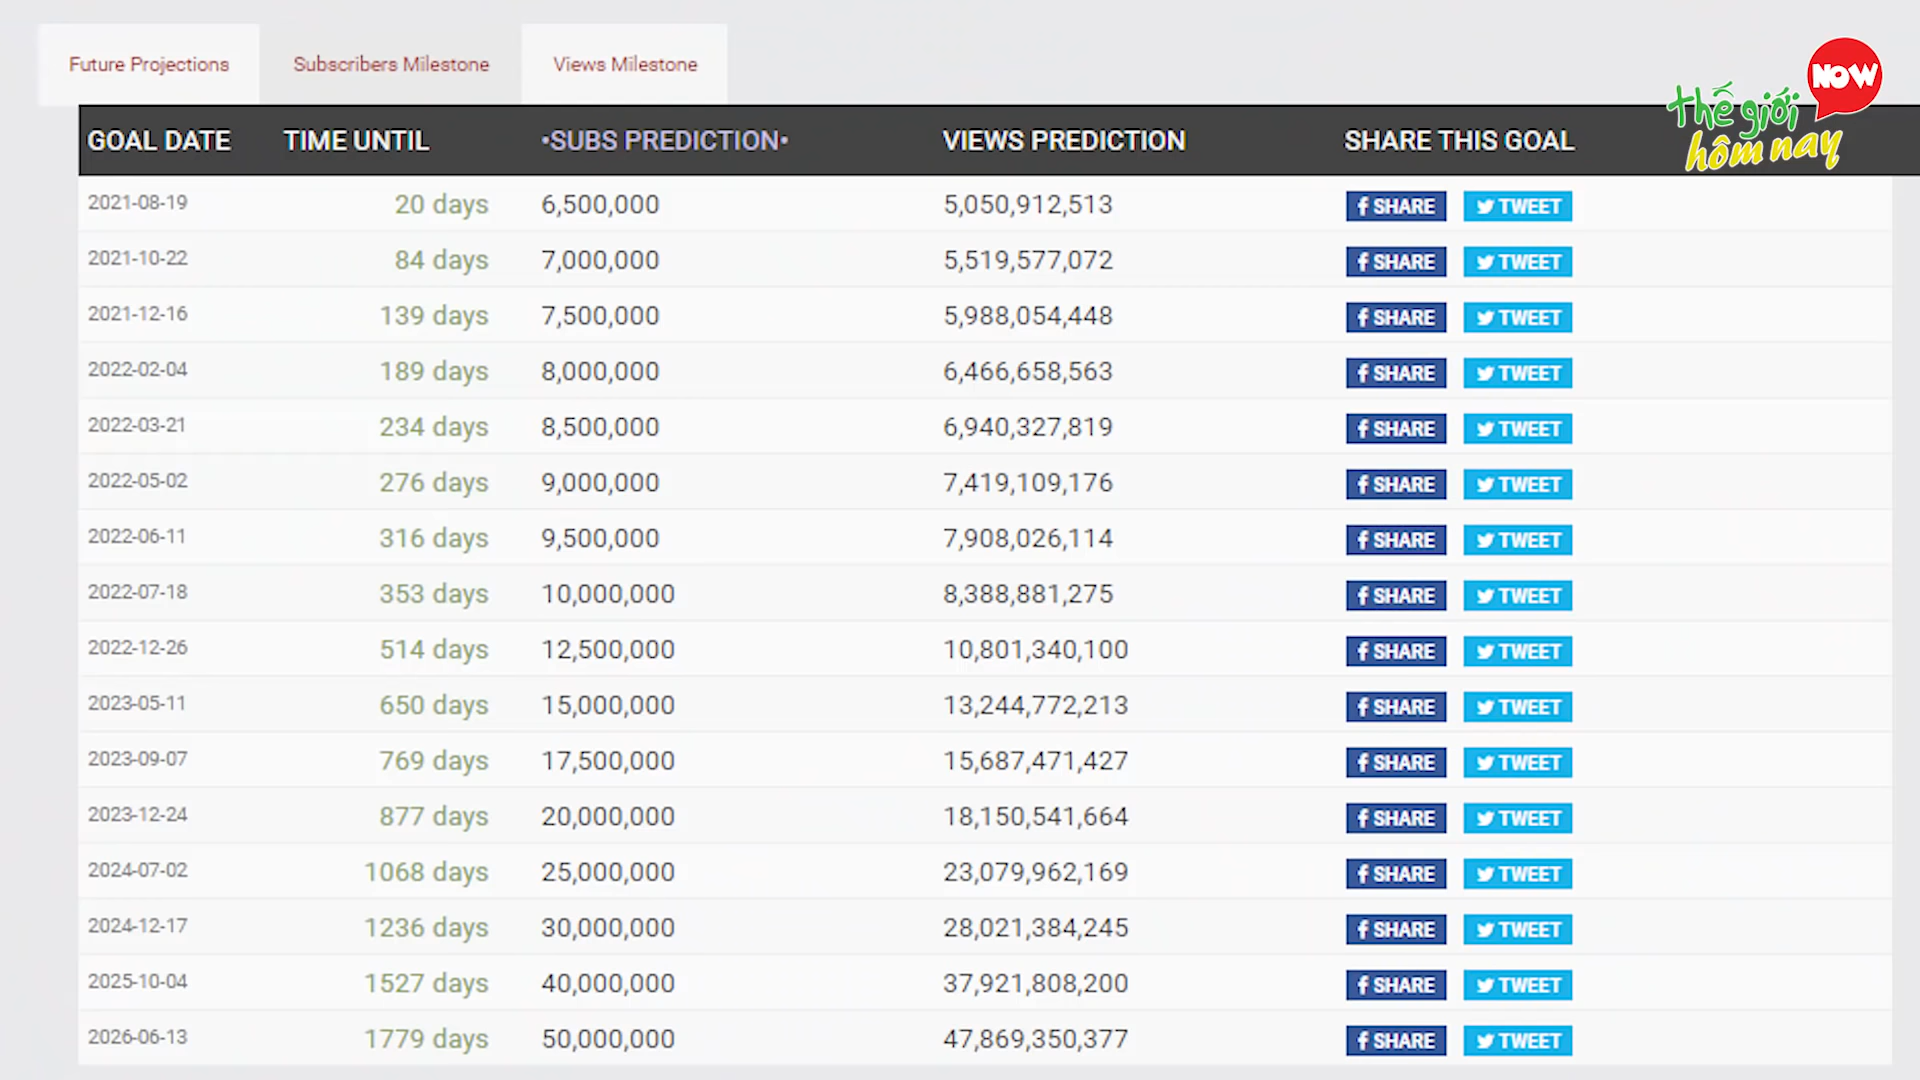 Future Projections Subscribers Milestone Views Milestone
NOW
thế giới
hôm nay
GOAL DATE TIME UNTIL •SUBS PREDICTION• VIEWS PREDICTION SHARE THIS GOAL
2021-08-19 20 days 6,500,000 5,050,912,513 f SHARE TWEET
2021-10-22 84 days 7,000,000 5,519,577,072 f SHARE TWEET
2021-12-16 139 days 7,500,000 5,988,054,448 f SHARE TWEET
2022-02-04 189 days 8,000,000 6,466,658,563 f SHARE TWEET
2022-03-21 234 days 8,500,000 6,940,327,819 f SHARE TWEET
2022-05-02 276 days 9,000,000 7,419,109,176 f SHARE TWEET
2022-06-11 316 days 9,500,000 7,908,026,114 f SHARE TWEET
2022-07-18 353 days 10,000,000 8,388,881,275 f SHARE TWEET
2022-12-26 514 days 12,500,000 10,801,340,100 f SHARE TWEET
2023-05-11 650 days 15,000,000 13,244,772,213 f SHARE TWEET
2023-09-07 769 days 17,500,000 15,687,471,427 f SHARE TWEET
2023-12-24 877 days 20,000,000 18,150,541,664 f SHARE TWEET
2024-07-02 1068 days 25,000,000 23,079,962,169 f SHARE TWEET
2024-12-17 1236 days 30,000,000 28,021,384,245 f SHARE TWEET
2025-10-04 1527 days 40,000,000 37,921,808,200 f SHARE TWEET
2026-06-13 1779 days 50,000,000 47,869,350,377 f SHARE TWEET